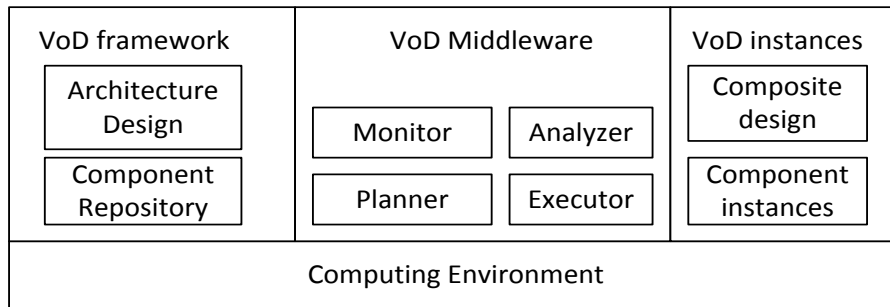 VoD framework
Architecture
Design
Component
Repository
VoD Middleware
Monitor
Analyzer
Planner
Executor
VoD instances
Composite
design
Component
instances
Computing Environment